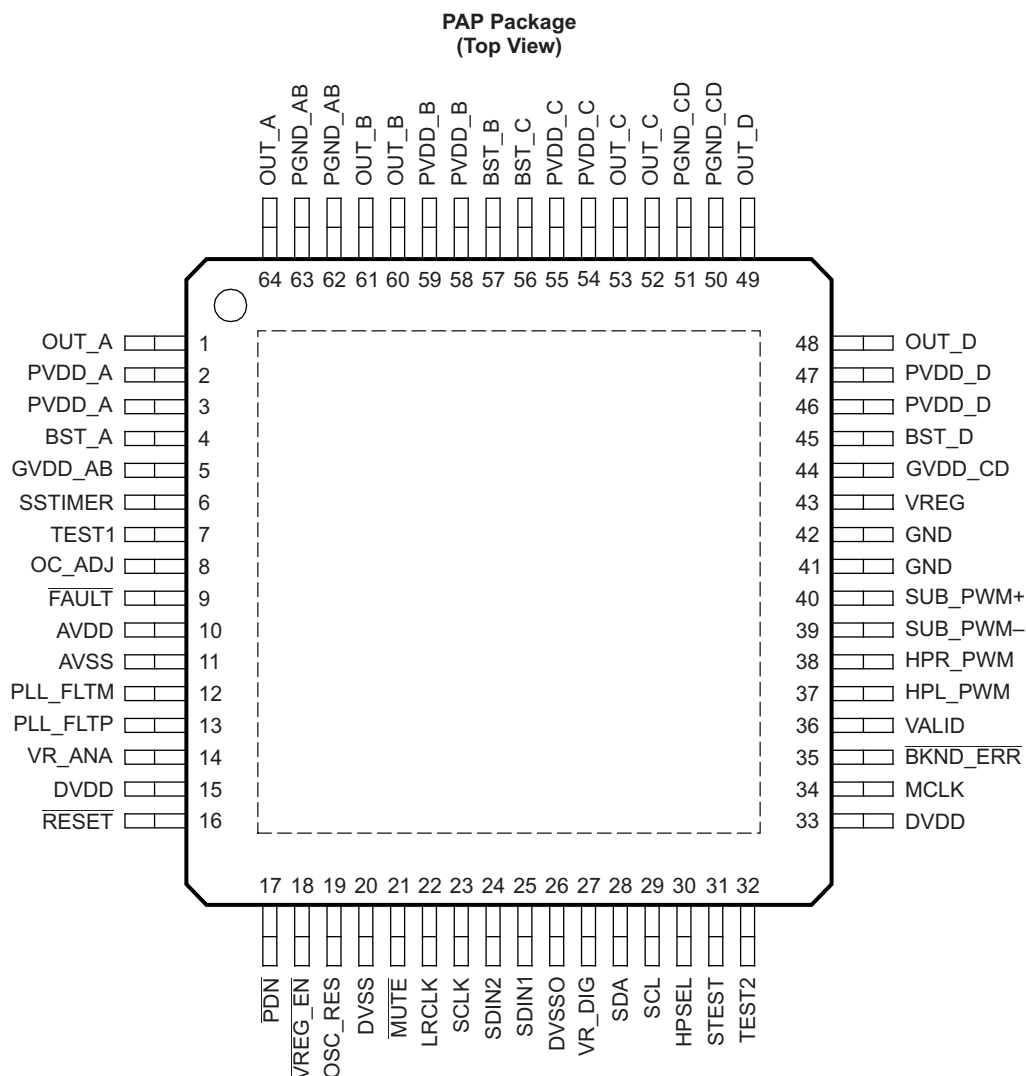 PAP Package
(Top View)
OUT_A
PGND_AB
PGND_AB
OUT_B
OUT_B
PVDD_B
PVDD_B
BST_B
BST_C
PVDD_C
PVDD_C
OUT_C
OUT_C
PGND_CD
PGND_CD
OUT_D
64 63 62 61 60 59 58 57 56 55 54 53 52 51 50 49
OUT_A 1
PVDD_A 2
PVDD_A 3
BST_A 4
GVDD_AB 5
SSTIMER 6
TEST1 7
OC_ADJ 8
FAULT 9
AVDD 10
AVSS 11
PLL_FLTM 12
PLL_FLTP 13
VR_ANA 14
DVDD 15
RESET 16
48 OUT_D
47 PVDD_D
46 PVDD_D
45 BST_D
44 GVDD_CD
43 VREG
42 GND
41 GND
40 SUB_PWM+
39 SUB_PWM–
38 HPR_PWM
37 HPL_PWM
36 VALID
35 BKND_ERR
34 MCLK
33 DVDD
17 18 19 20 21 22 23 24 25 26 27 28 29 30 31 32
PDN
VREG_EN
OSC_RES
DVSS
MUTE
LRCLK
SCLK
SDIN2
SDIN1
DVSSO
VR_DIG
SDA
SCL
HPSEL
STEST
TEST2